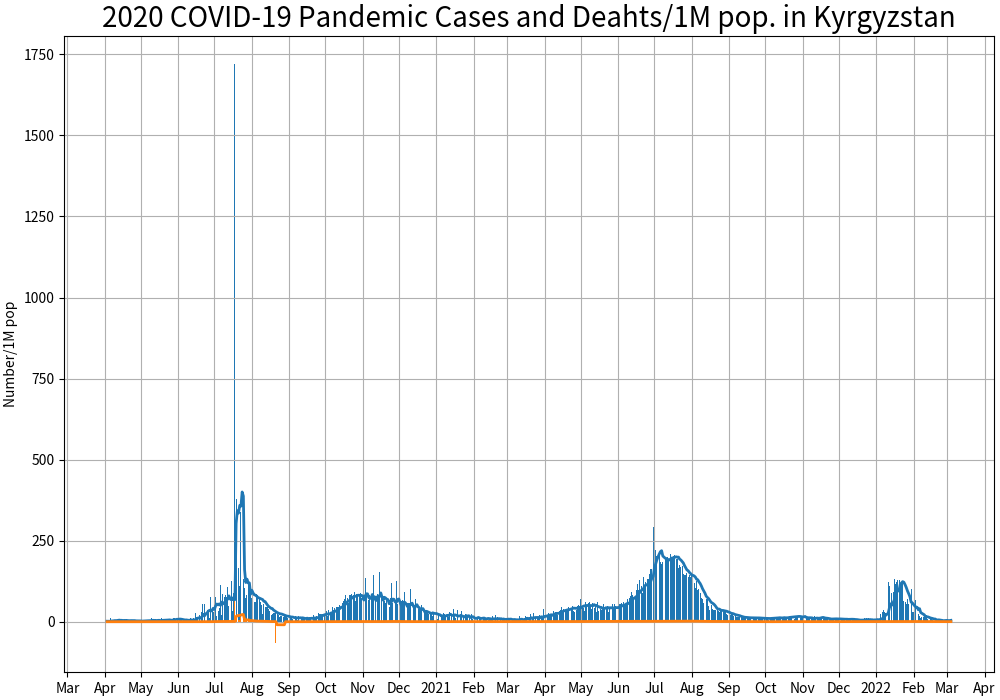 2020 COVID-19 Pandemic Cases and Deahts/1M pop. in Kyrgyzstan
Number/1M pop
1750
1500
1250
1000
750
500
250
0
Mar Apr May Jun Jul Aug Sep Oct Nov Dec 2021 Feb Mar Apr May Jun Jul Aug Sep Oct Nov Dec 2022 Feb Mar Apr